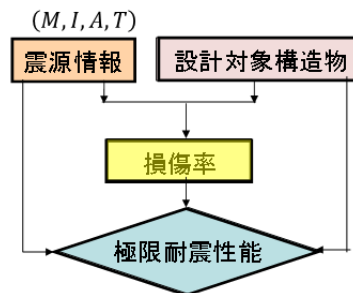 (M, I, A, T)
震源情報
設計対象構造物
損傷率
極限耐震性能